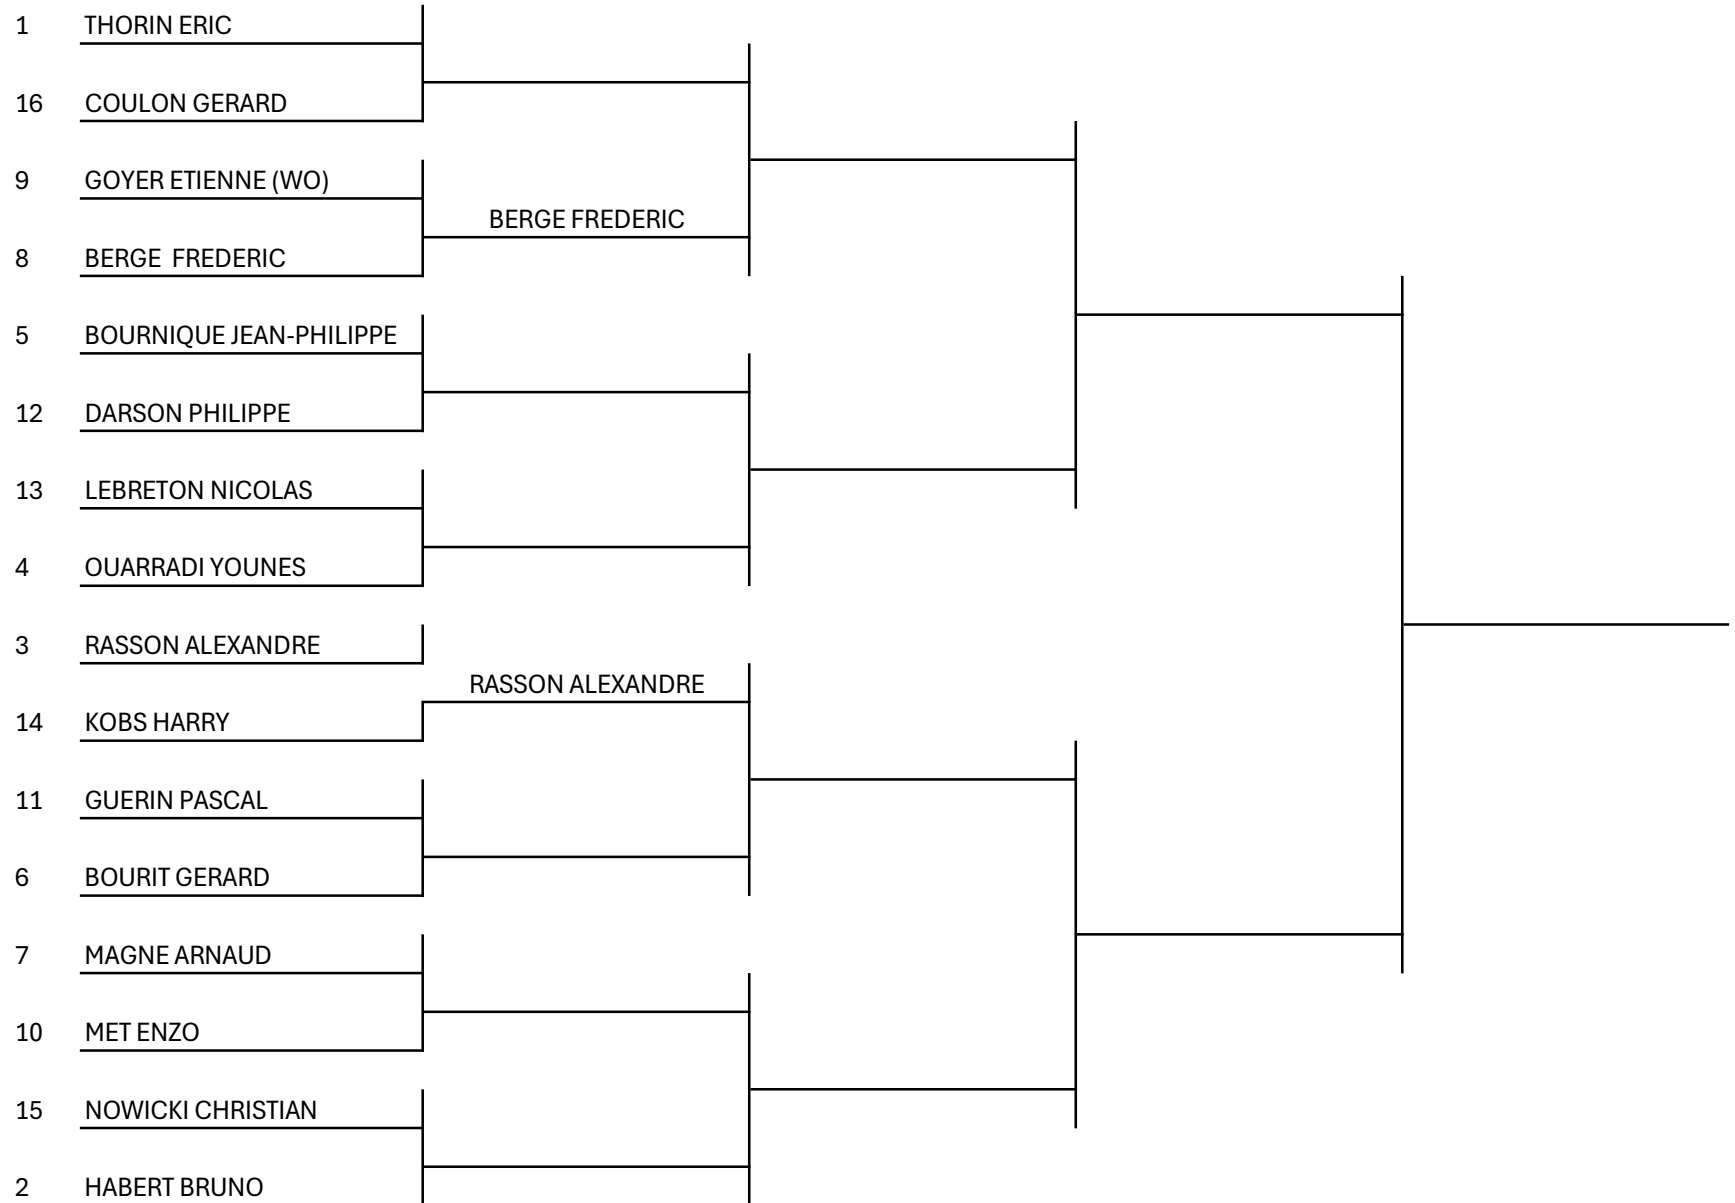 1 THORIN ERIC
16 COULON GERARD
9 GOYER ETIENNE (WO)
BERGE FREDERIC
8 BERGE  FREDERIC
5 BOURNIQUE JEAN-PHILIPPE
12 DARSON PHILIPPE
13 LEBRETON NICOLAS
4 OUARRADI YOUNES
3 RASSON ALEXANDRE
RASSON ALEXANDRE
14 KOBS HARRY
11 GUERIN PASCAL
6 BOURIT GERARD
7 MAGNE ARNAUD
10 MET ENZO
15 NOWICKI CHRISTIAN
2 HABERT BRUNO